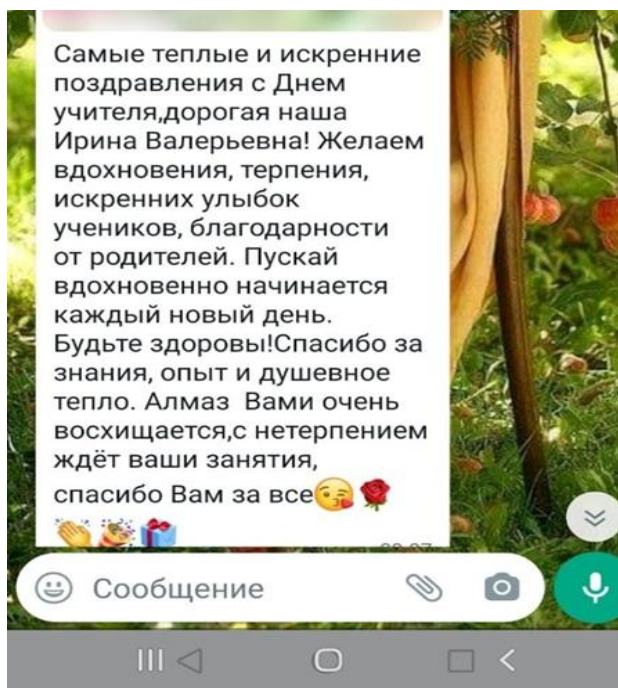 Самые теплые и искренние
поздравления с Днем
учителя,дорогая наша
Ирина Валерьевна! Желаем
вдохновения, терпения,
искренних улыбок
учеников, благодарности
от родителей. Пускай
вдохновенно начинается
каждый новый день.
Будьте здоровы!Спасибо за
знания, опыт и душевное
тепло. Алмаз Вами очень
восхищается,с нетерпением
ждёт ваши занятия,
спасибо Вам за все😘🌹
👏🎉🎁
Сообщение